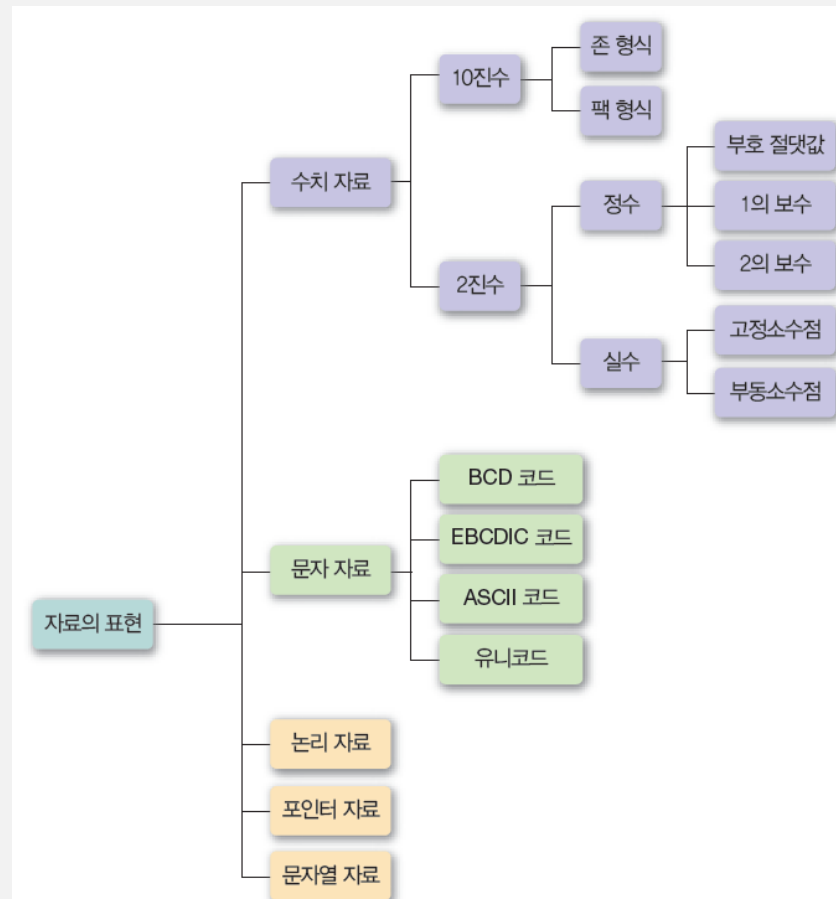 자료의 표현
수치 자료
10진수
존 형식
팩 형식
2진수
정수
부호 절댓값
1의 보수
2의 보수
실수
고정소수점
부동소수점
문자 자료
BCD 코드
EBCDIC 코드
ASCII 코드
유니코드
논리 자료
포인터 자료
문자열 자료